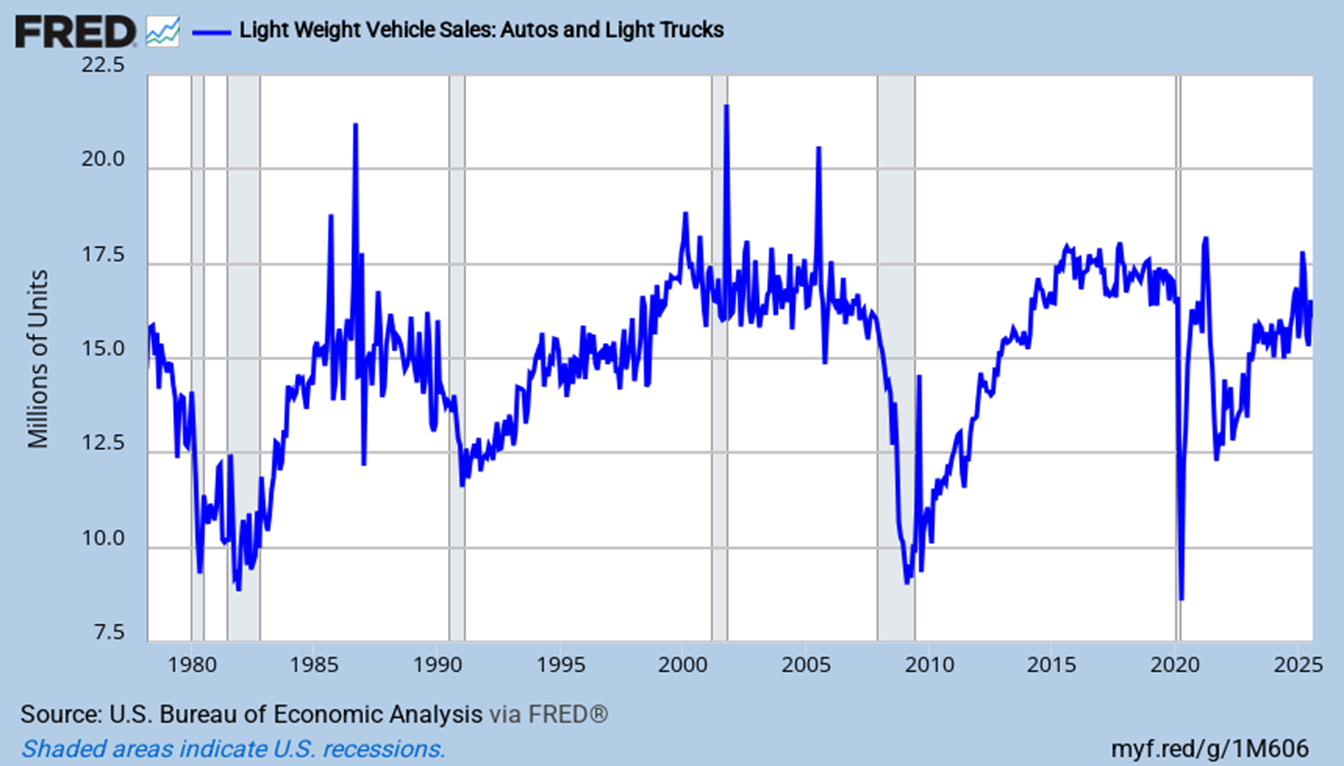 FRED Light Weight Vehicle Sales: Autos and Light Trucks
22.5
20.0
17.5
15.0
12.5
10.0
7.5
Millions of Units
1980 1985 1990 1995 2000 2005 2010 2015 2020 2025
Source: U.S. Bureau of Economic Analysis via FRED®
Shaded areas indicate U.S. recessions. myf.red/g/1M606